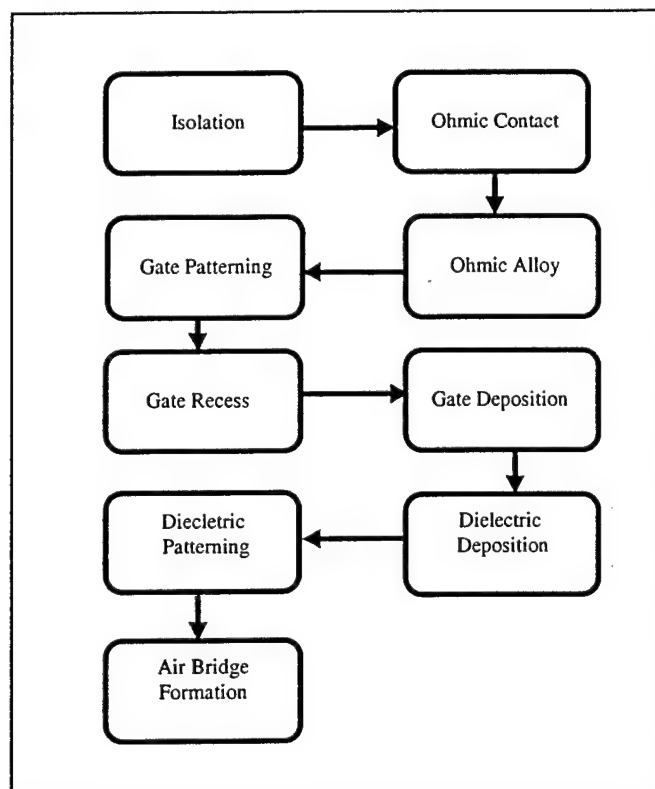 Isolation
Ohmic Contact
Ohmic Alloy
Gate Patterning
Gate Recess
Gate Deposition
Dielectric
Deposition
Diecletric
Patterning
Air Bridge
Formation